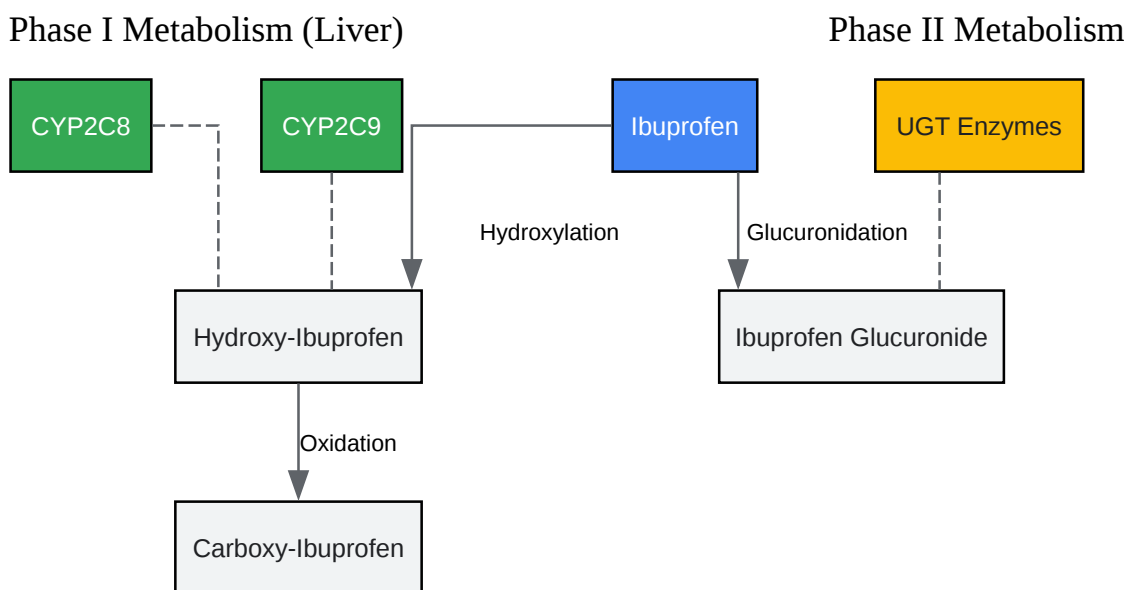 Phase I Metabolism (Liver)
Phase II Metabolism
CYP2C8
CYP2C9
Ibuprofen
UGT Enzymes
Hydroxylation
Glucuronidation
Hydroxy-Ibuprofen
Ibuprofen Glucuronide
Oxidation
Carboxy-Ibuprofen